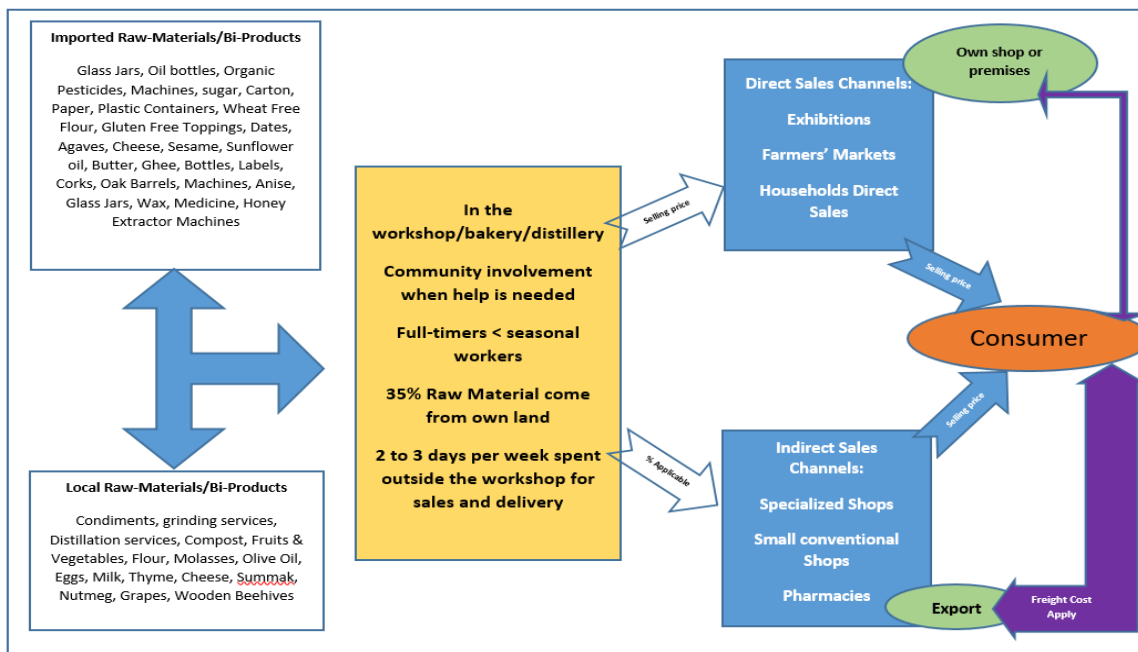 Imported Raw-Materials/Bi-Products
Glass Jars, Oil bottles, Organic
Pesticides, Machines, sugar, Carton,
Paper, Plastic Containers, Wheat Free
Flour, Gluten Free Toppings, Dates,
Agaves, Cheese, Sesame, Sunflower
oil, Butter, Ghee, Bottles, Labels,
Corks, Oak Barrels, Machines, Anise,
Glass Jars, Wax, Medicine, Honey
Extractor Machines
Local Raw-Materials/Bi-Products
Condiments, grinding services,
Distillation services, Compost, Fruits &
Vegetables, Flour, Molasses, Olive Oil,
Eggs, Milk, Thyme, Cheese, Summak,
Nutmeg, Grapes, Wooden Beehives
In the
workshop/bakery/distillery
Community involvement
when help is needed
Full-timers < seasonal
workers
35% Raw Material come
from own land
2 to 3 days per week spent
outside the workshop for
sales and delivery
Selling price
% Applicable
Direct Sales Channels:
Exhibitions
Farmers' Markets
Households Direct
Sales
Own shop or
premises
Selling price
Consumer
Selling price
Indirect Sales
Channels:
Specialized Shops
Small conventional
Shops
Pharmacies
Export
Freight Cost
Apply